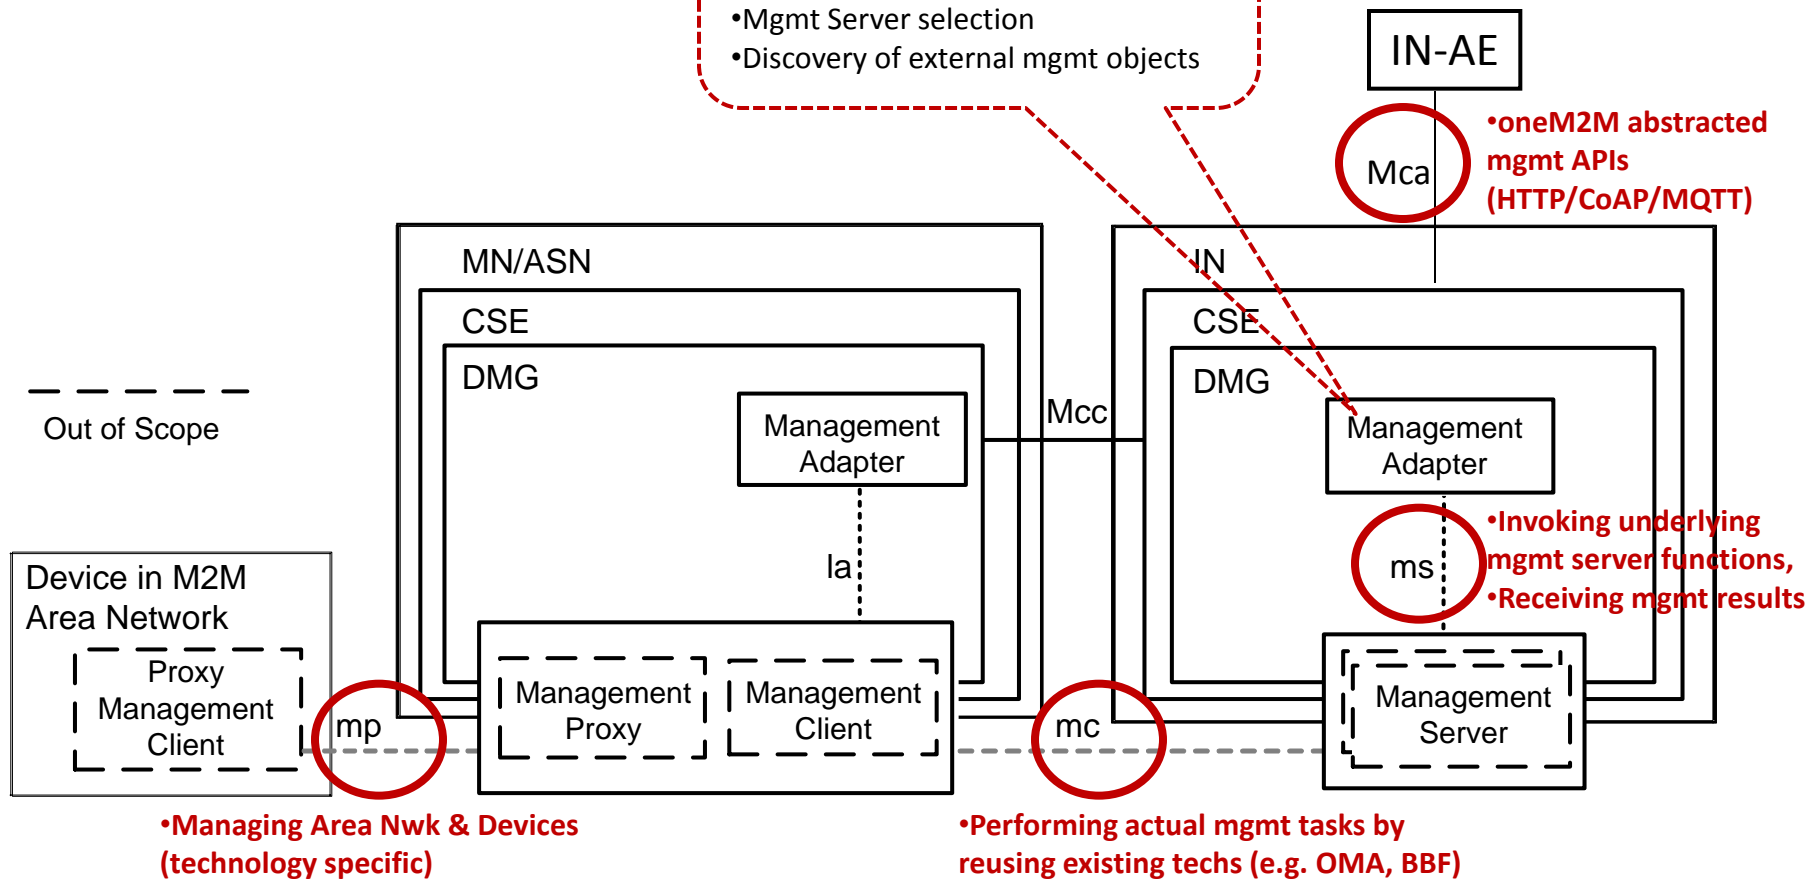 •Mgmt Server selection
•Discovery of external mgmt objects
IN-AE
Mca
•oneM2M abstracted
mgmt APIs
(HTTP/CoAP/MQTT)
MN/ASN
CSE
DMG
Management
Adapter
la
Mcc
IN
CSE
DMG
Management
Adapter
ms
•Invoking underlying
mgmt server functions,
•Receiving mgmt results
Out of Scope
Device in M2M
Area Network
Proxy
Management
Client
mp
Management
Proxy
Management
Client
mc
Management
Server
•Managing Area Nwk & Devices
(technology specific)
•Performing actual mgmt tasks by
reusing existing techs (e.g. OMA, BBF)